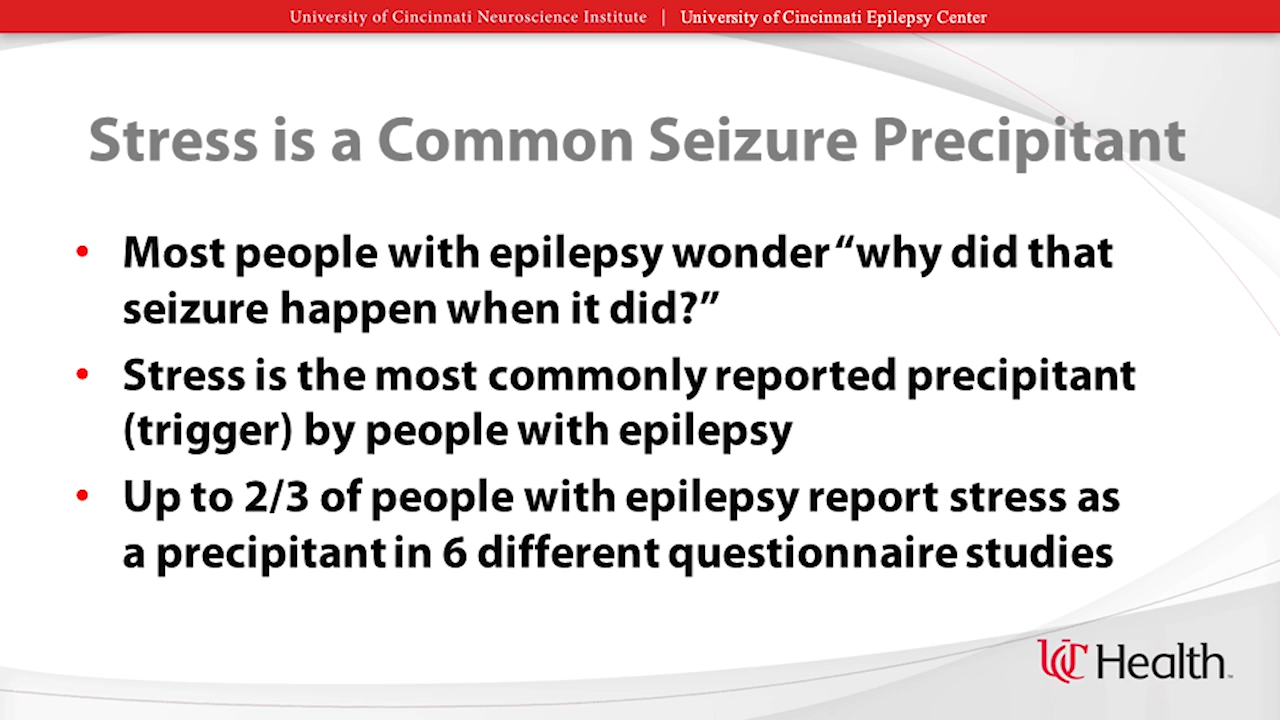 University of Cincinnati Neuroscience Institute | University of Cincinnati Epilepsy Center
Stress is a Common Seizure Precipitant
• Most people with epilepsy wonder “why did that
seizure happen when it did?”
• Stress is the most commonly reported precipitant
(trigger) by people with epilepsy
• Up to 2/3 of people with epilepsy report stress as
a precipitant in 6 different questionnaire studies
UC Health™